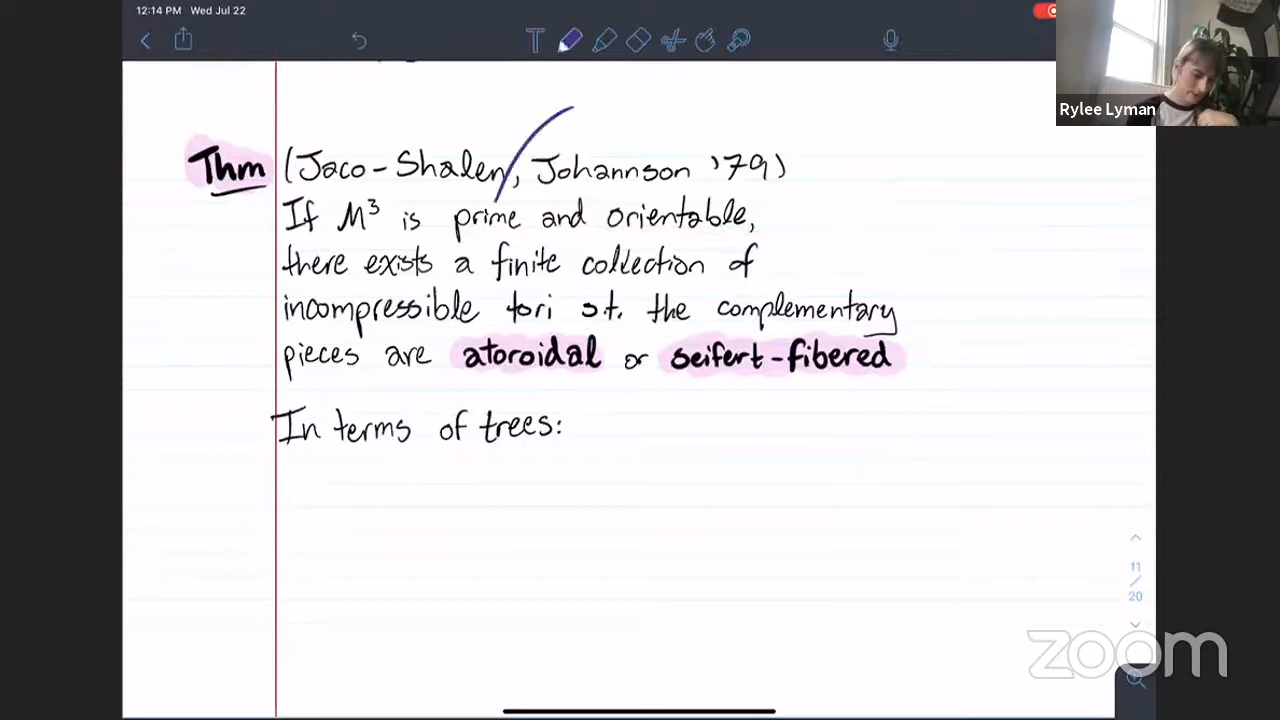 12:14 PM Wed Jul 22
Rylee Lyman
Thm (Jaco-Shalen, Johannson '79)
If M³ is prime and orientable,
there exists a finite collection of
incompressible tori s.t. the complementary
pieces are atoroidal or seifert-fibered
In terms of trees:
11
/
20
zoom